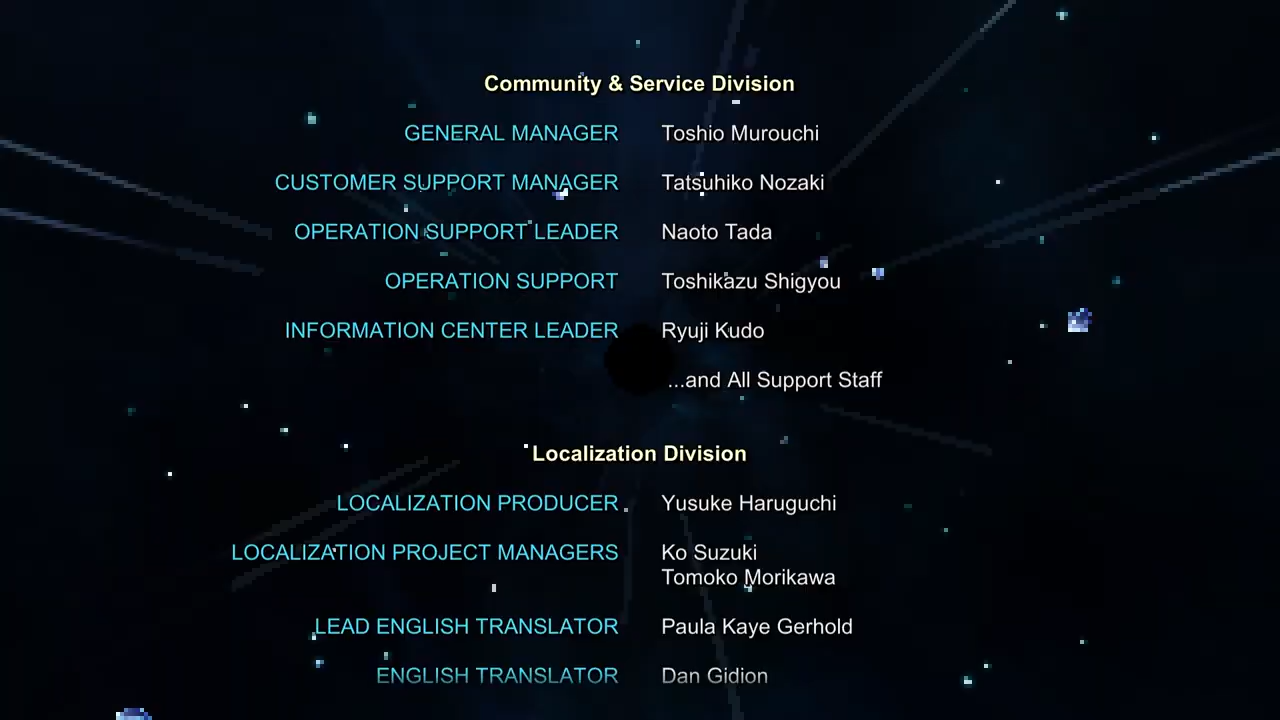 Community & Service Division
GENERAL MANAGER Toshio Murouchi
CUSTOMER SUPPORT MANAGER Tatsuhiko Nozaki
OPERATION SUPPORT LEADER Naoto Tada
OPERATION SUPPORT Toshikazu Shigyou
INFORMATION CENTER LEADER Ryuji Kudo
...and All Support Staff
Localization Division
LOCALIZATION PRODUCER Yusuke Haruguchi
LOCALIZATION PROJECT MANAGERS Ko Suzuki
Tomoko Morikawa
LEAD ENGLISH TRANSLATOR Paula Kaye Gerhold
ENGLISH TRANSLATOR Dan Gidion